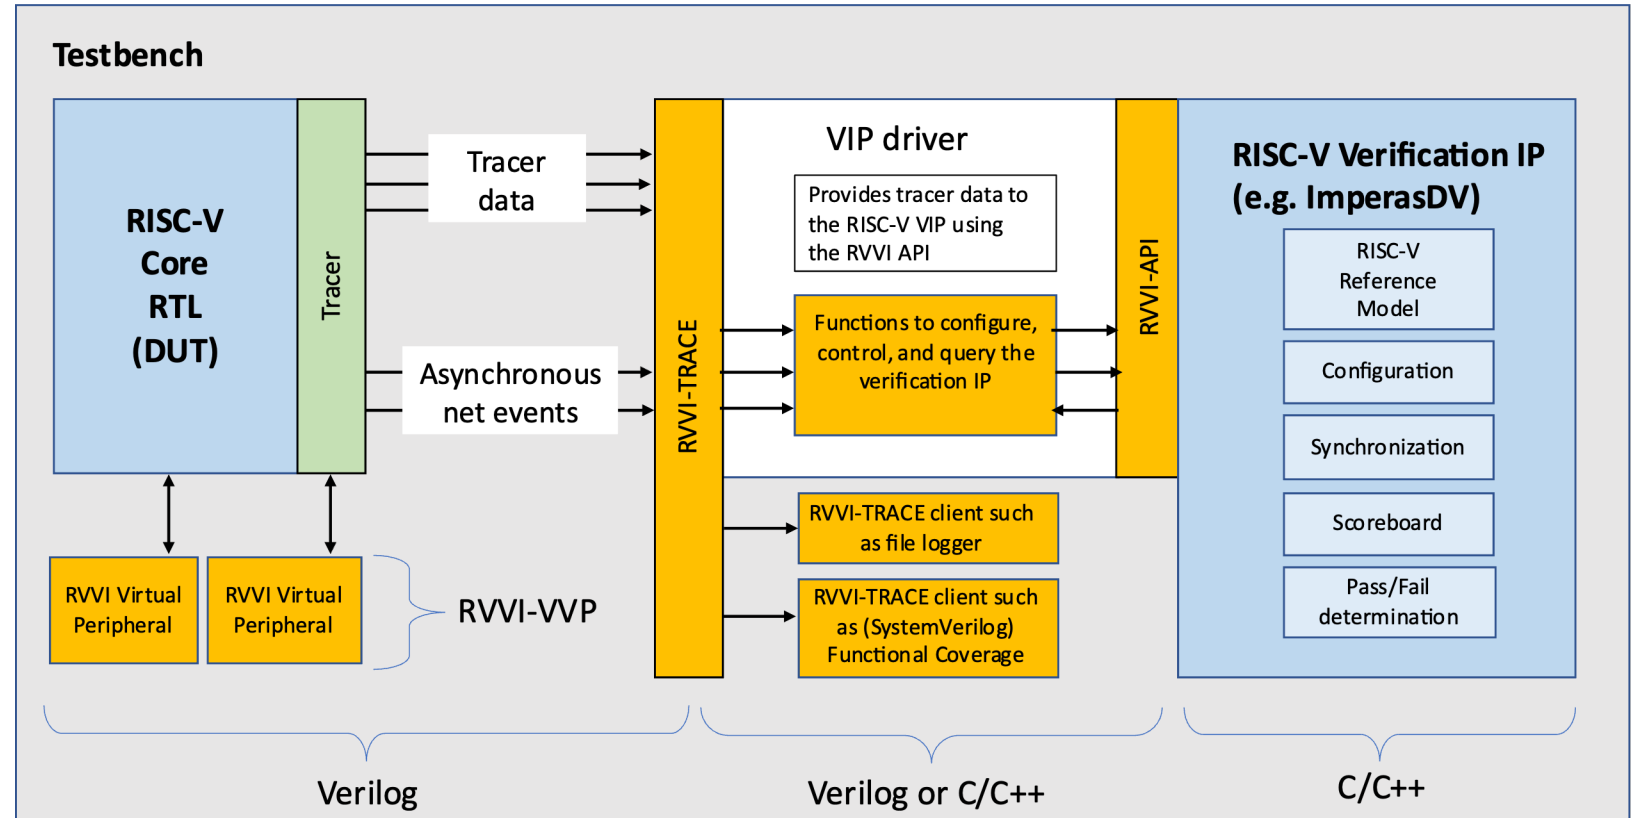 Testbench
RISC-V
Core
RTL
(DUT)
Tracer
Tracer
data
Asynchronous
net events
RVVI Virtual
Peripheral
RVVI Virtual
Peripheral
RVVI-VVP
RVVI-TRACE
VIP driver
Provides tracer data to
the RISC-V VIP using
the RVVI API
Functions to configure,
control, and query the
verification IP
RVVI-TRACE client such
as file logger
RVVI-TRACE client such
as (SystemVerilog)
Functional Coverage
RVVI-API
RISC-V Verification IP
(e.g. ImperasDV)
RISC-V
Reference
Model
Configuration
Synchronization
Scoreboard
Pass/Fail
determination
Verilog
Verilog or C/C++
C/C++